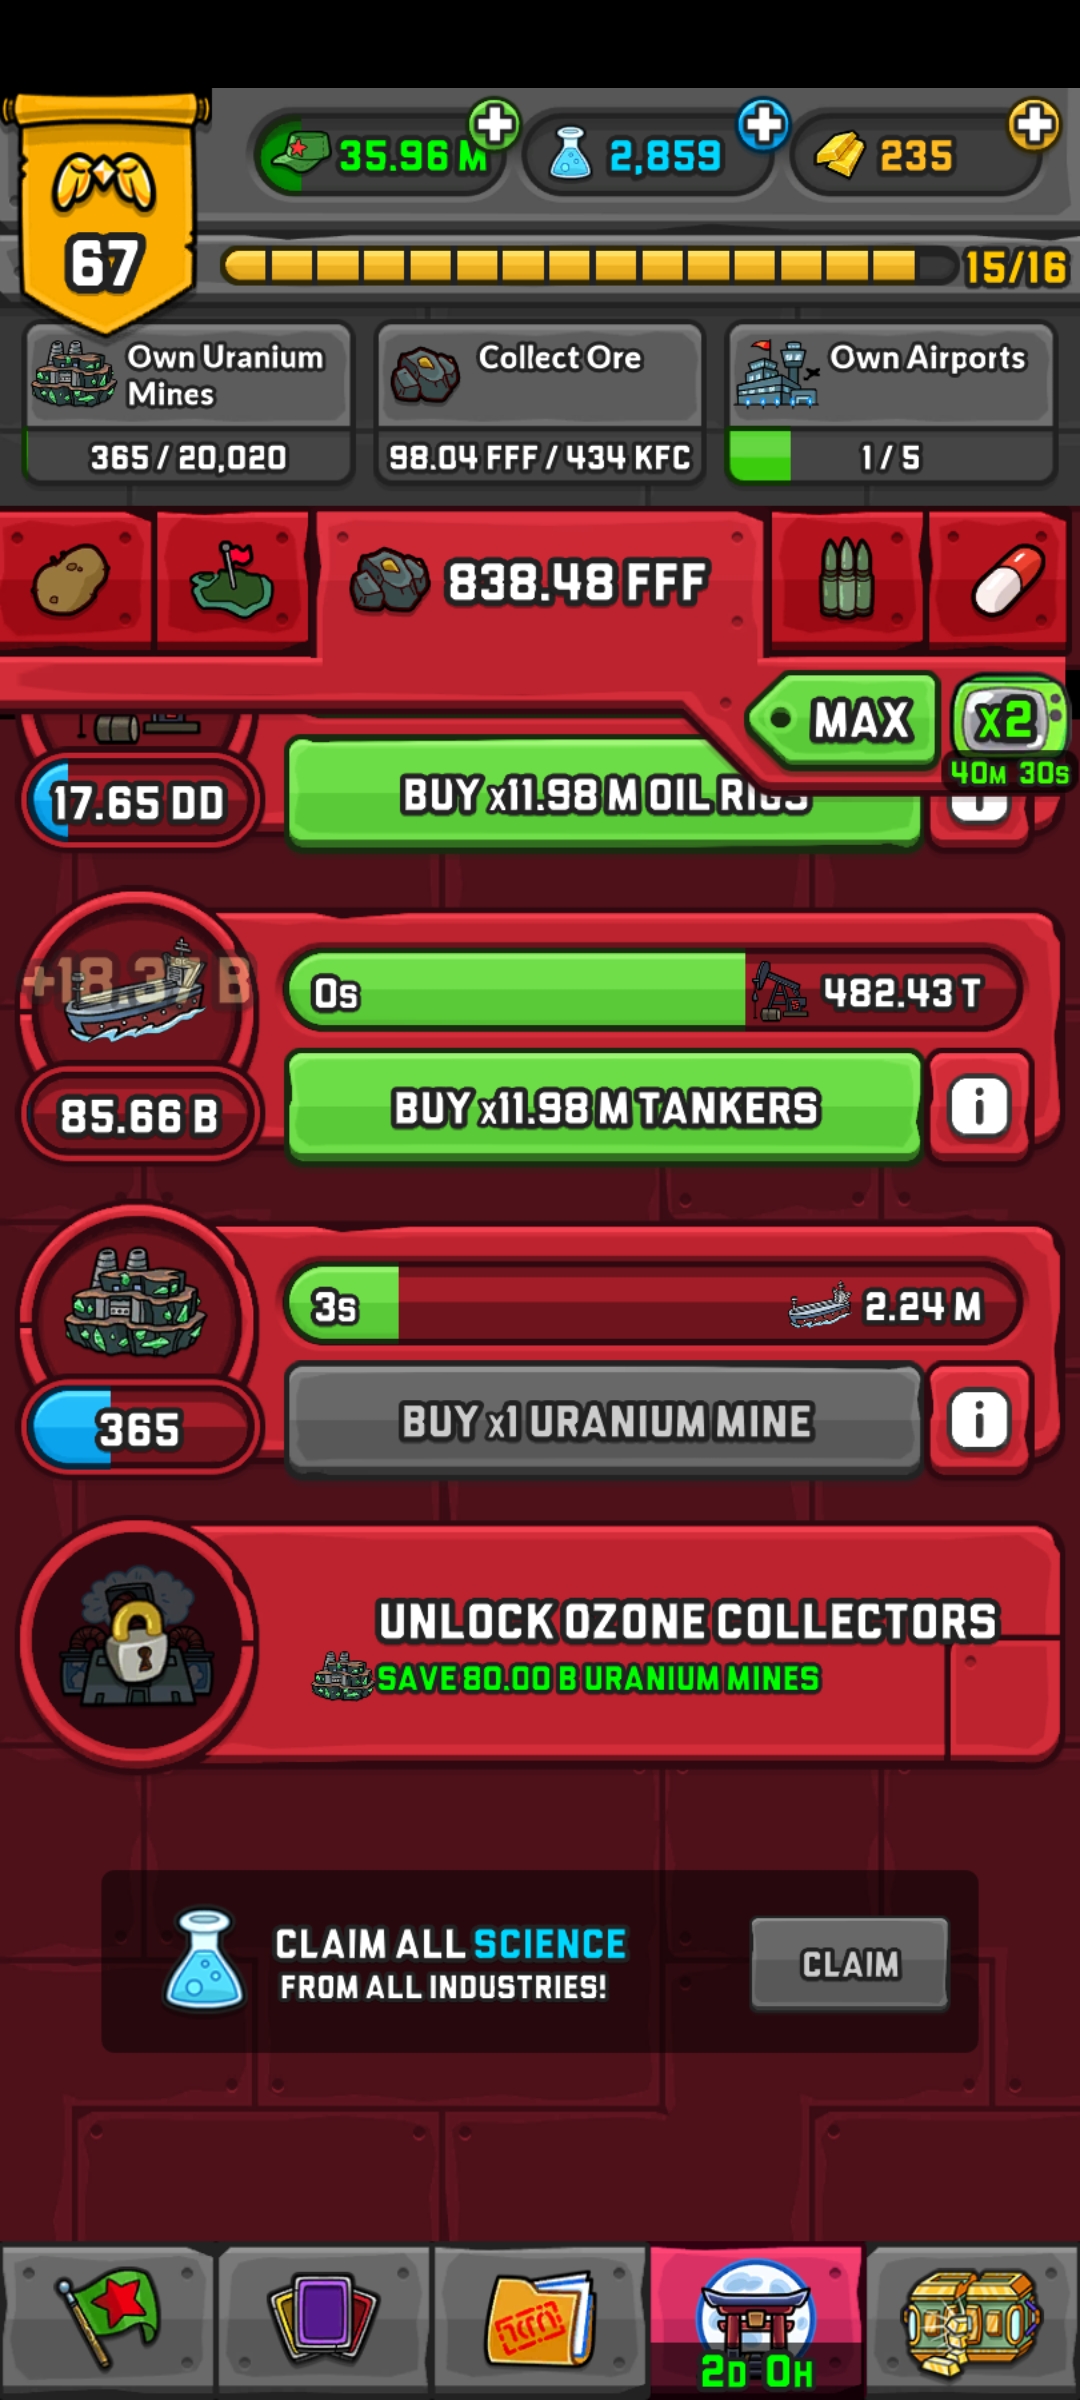 35.96 M
2,859
235
67
15/16
Own Uranium
Mines
365 / 20,020
Collect Ore
98.04 FFF / 434 KFC
Own Airports
1 / 5
838.48 FFF
MAX
x2
40M 30S
17.65 DD
BUY x11.98 M OIL RIGS
+18.37 B
0s
482.43 T
85.66 B
BUY x11.98 M TANKERS
i
3s
2.24 M
365
BUY x1 URANIUM MINE
i
UNLOCK OZONE COLLECTORS
SAVE 80.00 B URANIUM MINES
CLAIM ALL SCIENCE
FROM ALL INDUSTRIES!
CLAIM
2D 0H